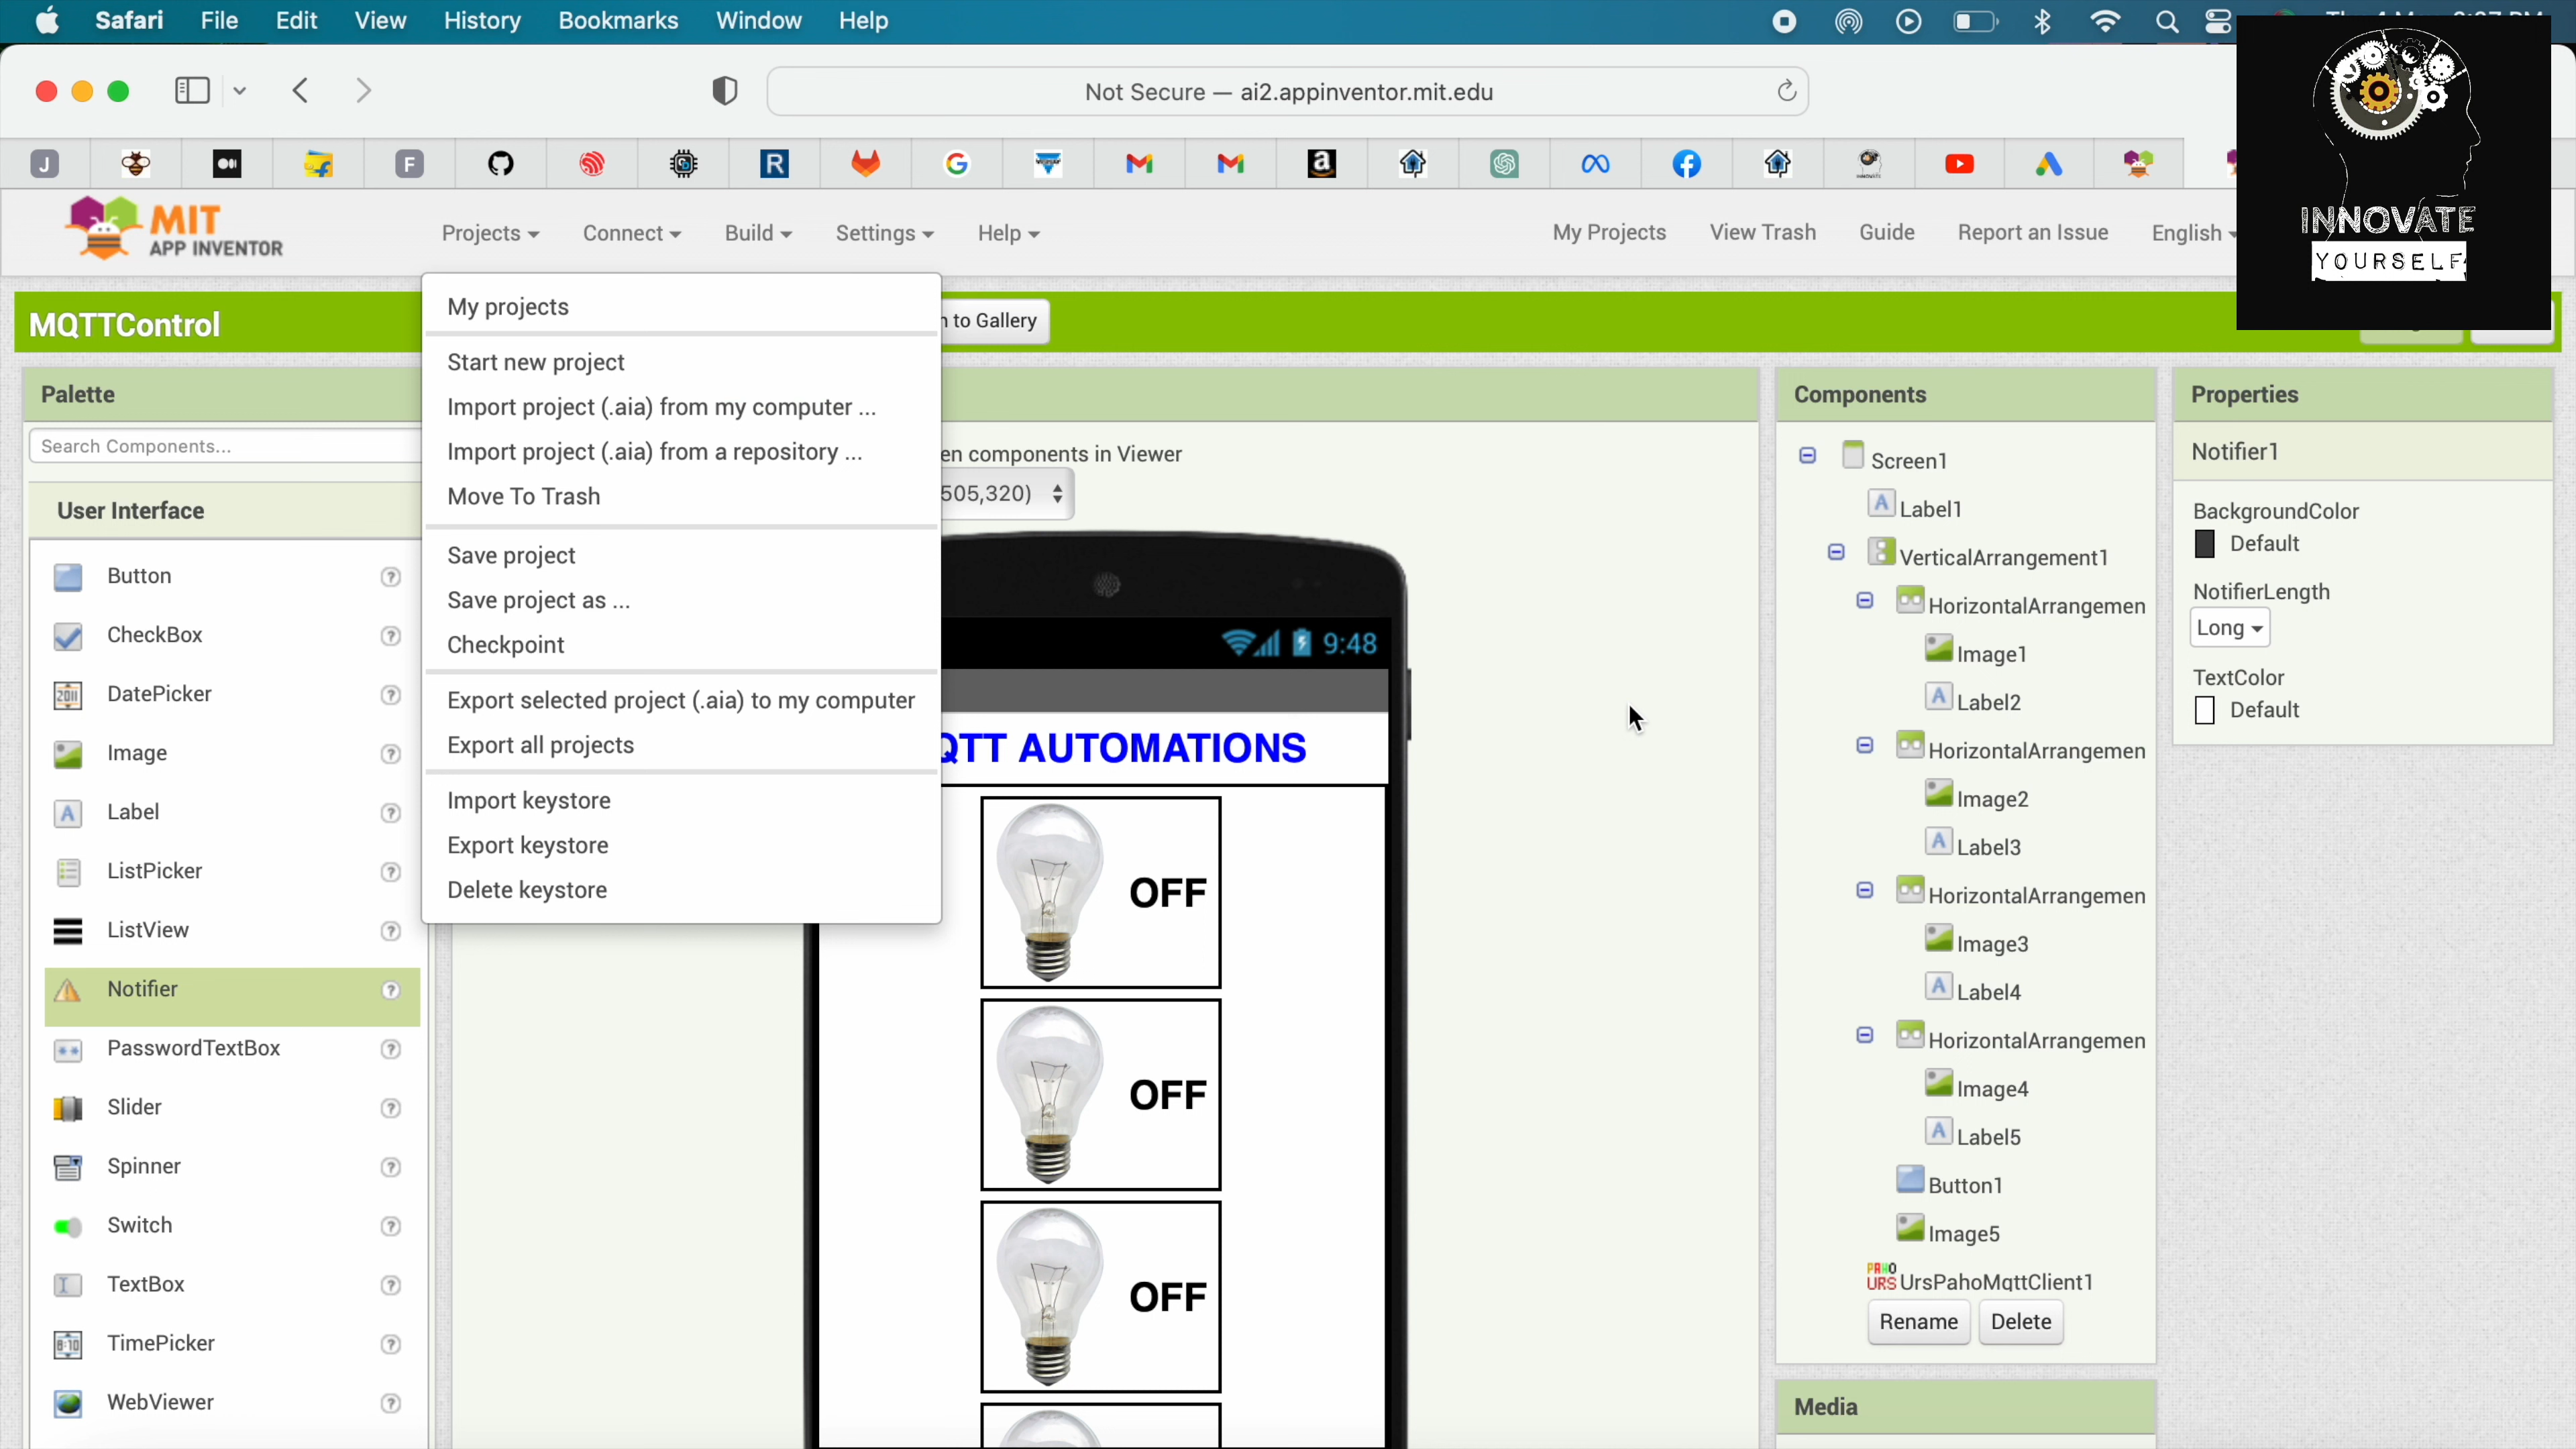 Safari File Edit View History Bookmarks Window Help
Not Secure — ai2.appinventor.mit.edu
J
F
R
a
MIT
APP INVENTOR
Projects Connect Build Settings Help
My Projects View Trash Guide Report an Issue English
INNOVATE
YOURSELF
MQTTControl
to Gallery
My projects
Start new project
Import project (.aia) from my computer ...
Import project (.aia) from a repository ...
Move To Trash
Save project
Save project as ...
Checkpoint
Export selected project (.aia) to my computer
Export all projects
Import keystore
Export keystore
Delete keystore
Palette
Search Components...
User Interface
Button
CheckBox
DatePicker
Image
Label
ListPicker
ListView
Notifier
PasswordTextBox
Slider
Spinner
Switch
TextBox
TimePicker
WebViewer
en components in Viewer
505,320)
9:48
QTT AUTOMATIONS
OFF
OFF
OFF
Components
Screen1
Label1
VerticalArrangement1
HorizontalArrangemen
Image1
Label2
HorizontalArrangemen
Image2
Label3
HorizontalArrangemen
Image3
Label4
HorizontalArrangemen
Image4
Label5
Button1
Image5
PAHO
URS UrsPahoMqttClient1
Rename Delete
Media
Properties
Notifier1
BackgroundColor
Default
NotifierLength
Long
TextColor
Default